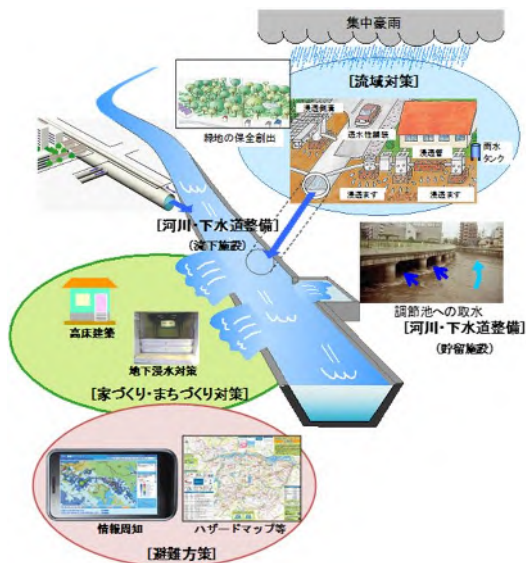 集中豪雨
[流域対策]
緑地の保全創出
浸透側溝
透水性舗装
浸透管
雨水
タンク
浸透ます
浸透ます
[河川・下水道整備]
(流下施設)
調節池への取水
[河川・下水道整備]
(貯留施設)
高床建築
地下浸水対策
[家づくり・まちづくり対策]
情報周知
ハザードマップ等
[避難方策]